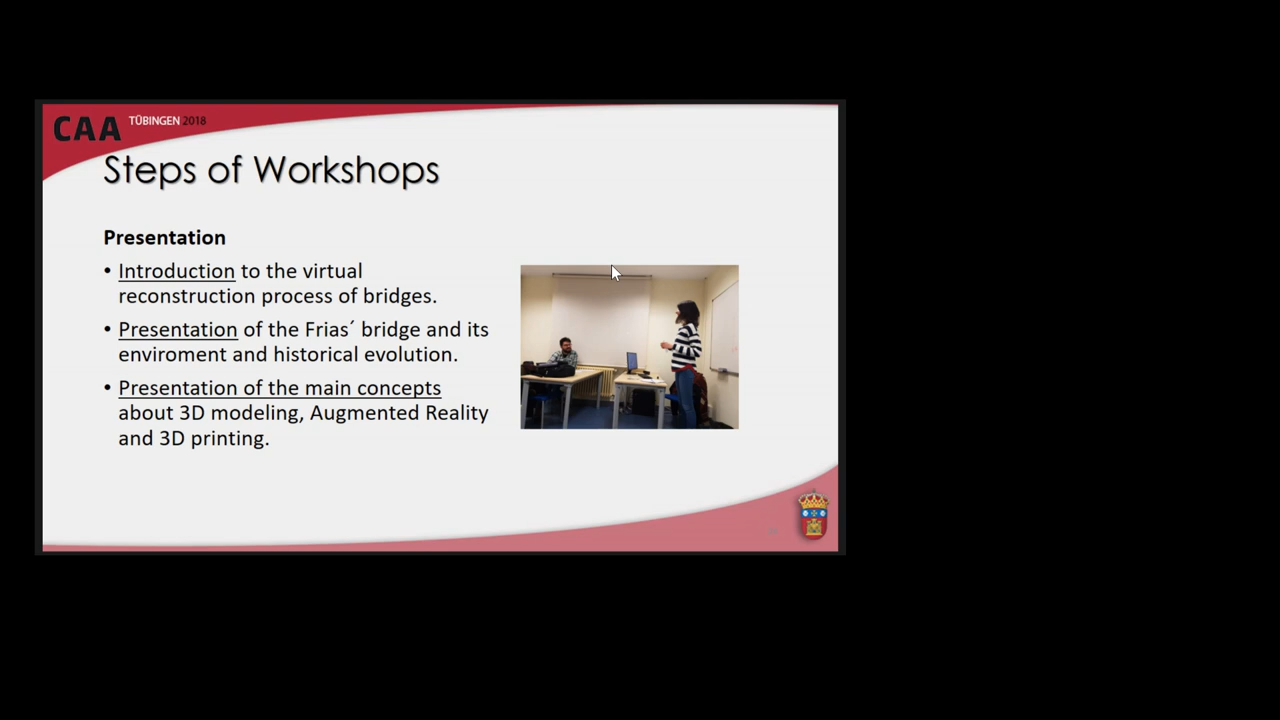 CAA TÜBINGEN 2018
Steps of Workshops
Presentation
• Introduction to the virtual
reconstruction process of bridges.
• Presentation of the Frias´ bridge and its
enviroment and historical evolution.
• Presentation of the main concepts
about 3D modeling, Augmented Reality
and 3D printing.